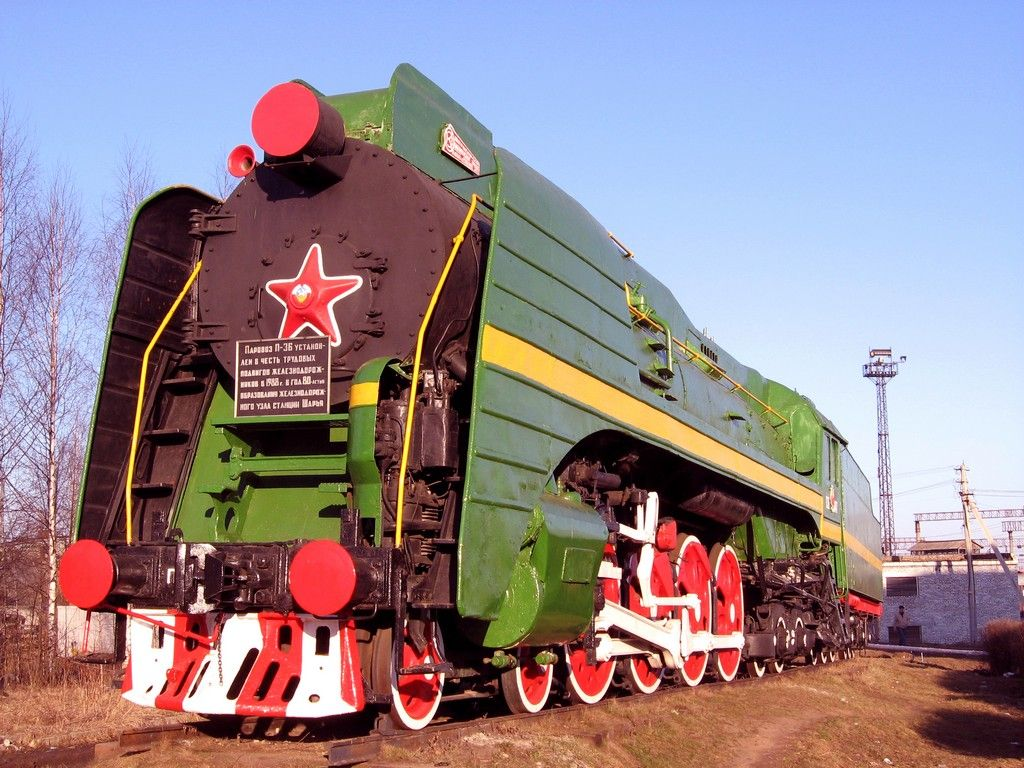 Паровоз П-36 установ-
лен в честь трудовых
подвигов железнодорож-
ников в 1988 г. в год 80-летия
образования железнодорож-
ного узла станции Шарья